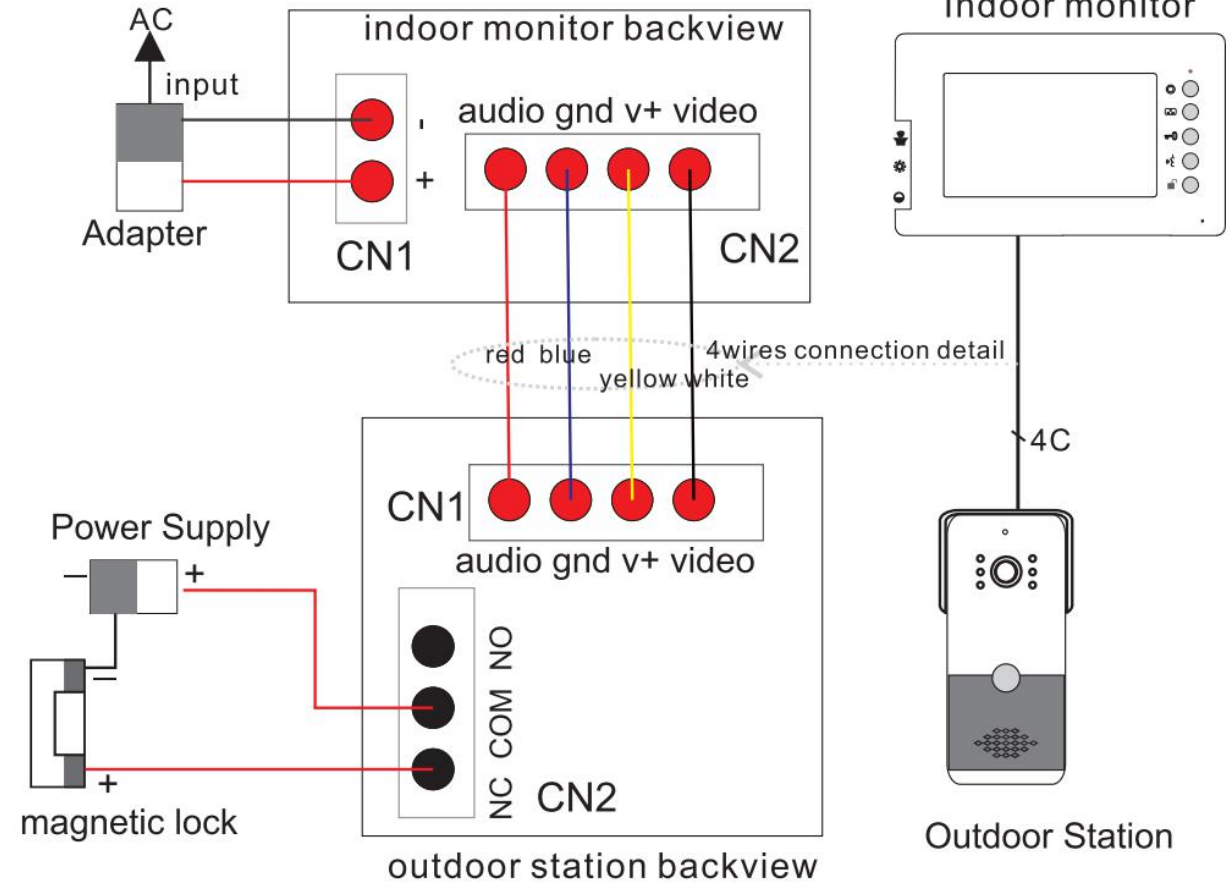 AC
input
Adapter
indoor monitor backview
-
+
CN1
audio gnd v+ video
CN2
indoor monitor
red blue
yellow white
4wires connection detail
4C
CN1
audio gnd v+ video
Power Supply
—
+
—
+
magnetic lock
NO
COM
NC
CN2
outdoor station backview
Outdoor Station